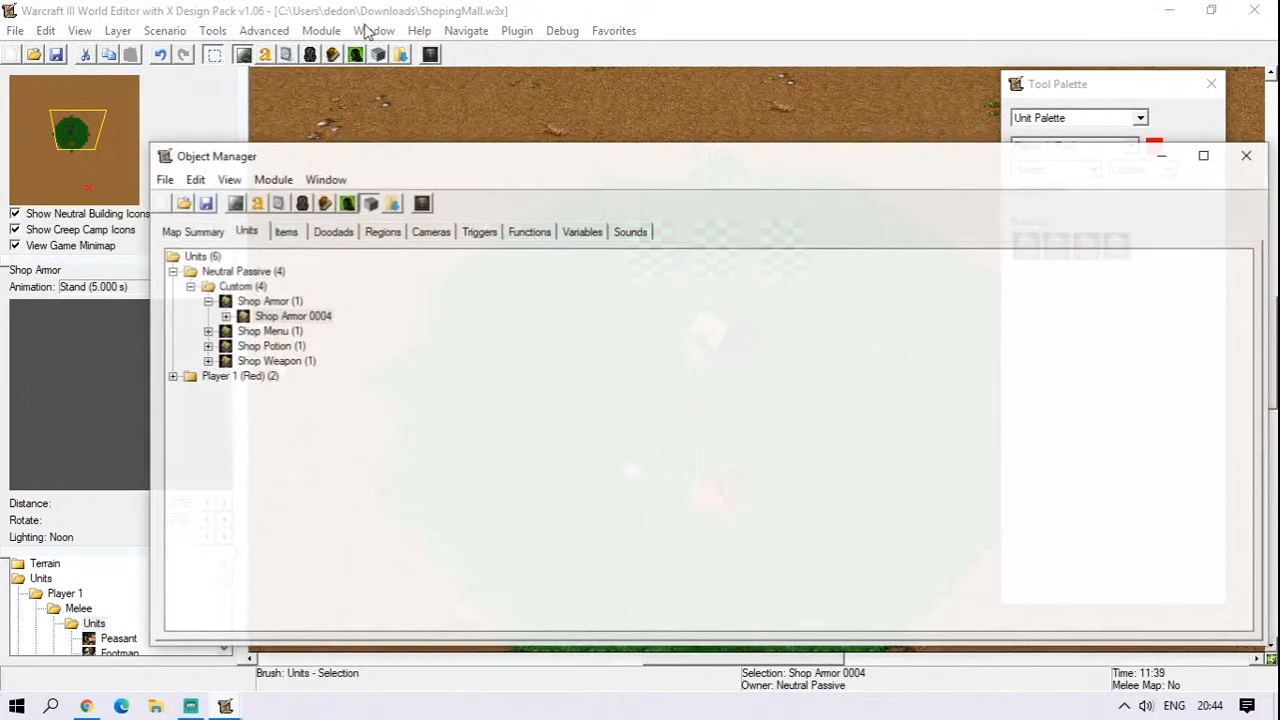 Warcraft III World Editor with X Design Pack v1.06 - [C:\Users\dedon\Downloads\ShopingMall.w3x]
File Edit View Layer Scenario Tools Advanced Module Window Help Navigate Plugin Debug Favorites
Tool Palette
Unit Palette
Object Manager
File Edit View Module Window
Map Summary Units Items Doodads Regions Cameras Triggers Functions Variables Sounds
Units (6)
Neutral Passive (4)
Custom (4)
Shop Armor (1)
Shop Armor 0004
Shop Menu (1)
Shop Potion (1)
Shop Weapon (1)
Player 1 (Red) (2)
Show Neutral Building Icons
Show Creep Camp Icons
View Game Minimap
Shop Armor
Animation: Stand (5.000 s)
Distance:
Rotate:
Lighting: Noon
Terrain
Units
Player 1
Melee
Units
Peasant
Footman
Brush: Units - Selection
Selection: Shop Armor 0004
Owner: Neutral Passive
Time: 11:39
Melee Map: No
ENG 20:44